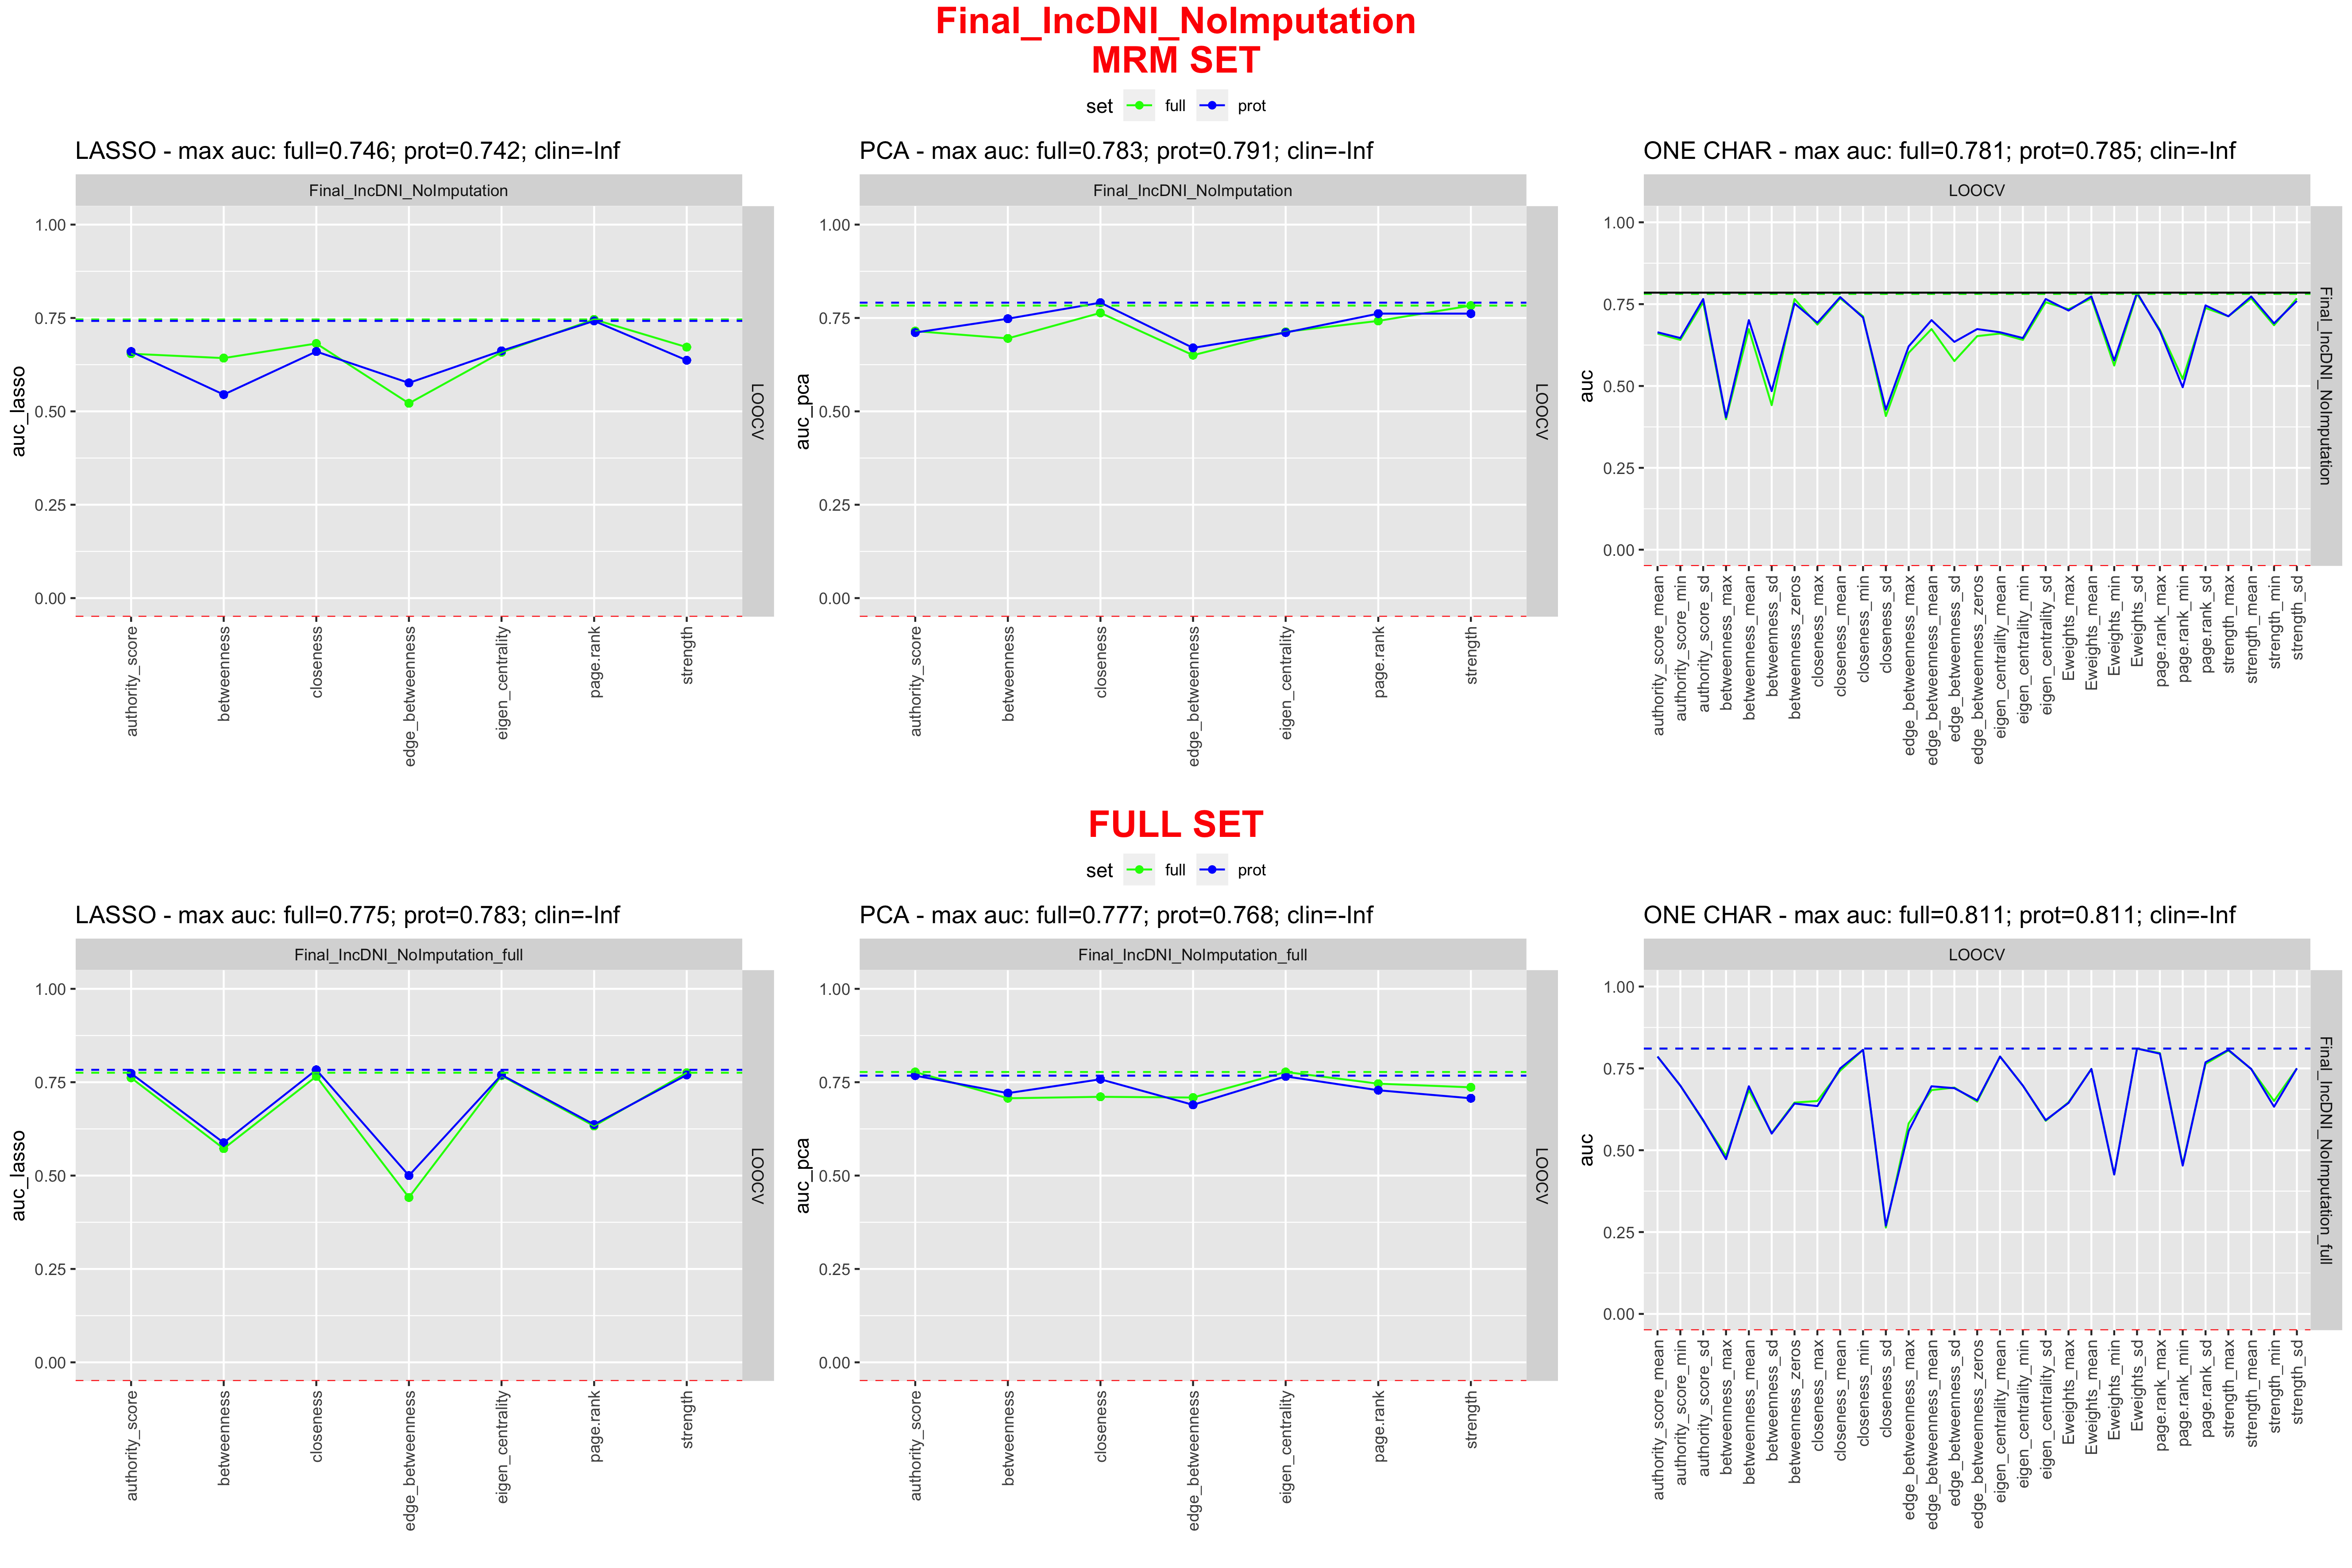 Final_IncDNI_NoImputation
MRM SET
set full prot
LASSO - max auc: full=0.746; prot=0.742; clin=-Inf
Final_IncDNI_NoImputation
auc_lasso
1.00
0.75
0.50
0.25
0.00
LOOCV
authority_score
betweenness
closeness
edge_betweenness
eigen_centrality
page.rank
strength
PCA - max auc: full=0.783; prot=0.791; clin=-Inf
Final_IncDNI_NoImputation
auc_pca
1.00
0.75
0.50
0.25
0.00
LOOCV
authority_score
betweenness
closeness
edge_betweenness
eigen_centrality
page.rank
strength
ONE CHAR - max auc: full=0.781; prot=0.785; clin=-Inf
LOOCV
auc
1.00
0.75
0.50
0.25
0.00
Final_IncDNI_NoImputation
authority_score_mean
authority_score_min
authority_score_sd
betweenness_max
betweenness_mean
betweenness_sd
betweenness_zeros
closeness_max
closeness_mean
closeness_min
closeness_sd
edge_betweenness_max
edge_betweenness_mean
edge_betweenness_sd
edge_betweenness_zeros
eigen_centrality_mean
eigen_centrality_min
eigen_centrality_sd
Eweights_max
Eweights_mean
Eweights_min
Eweights_sd
page.rank_max
page.rank_min
page.rank_sd
strength_max
strength_mean
strength_min
strength_sd
FULL SET
set full prot
LASSO - max auc: full=0.775; prot=0.783; clin=-Inf
Final_IncDNI_NoImputation_full
auc_lasso
1.00
0.75
0.50
0.25
0.00
LOOCV
authority_score
betweenness
closeness
edge_betweenness
eigen_centrality
page.rank
strength
PCA - max auc: full=0.777; prot=0.768; clin=-Inf
Final_IncDNI_NoImputation_full
auc_pca
1.00
0.75
0.50
0.25
0.00
LOOCV
authority_score
betweenness
closeness
edge_betweenness
eigen_centrality
page.rank
strength
ONE CHAR - max auc: full=0.811; prot=0.811; clin=-Inf
LOOCV
auc
1.00
0.75
0.50
0.25
0.00
Final_IncDNI_NoImputation_full
authority_score_mean
authority_score_min
authority_score_sd
betweenness_max
betweenness_mean
betweenness_sd
betweenness_zeros
closeness_max
closeness_mean
closeness_min
closeness_sd
edge_betweenness_max
edge_betweenness_mean
edge_betweenness_sd
edge_betweenness_zeros
eigen_centrality_mean
eigen_centrality_min
eigen_centrality_sd
Eweights_max
Eweights_mean
Eweights_min
Eweights_sd
page.rank_max
page.rank_min
page.rank_sd
strength_max
strength_mean
strength_min
strength_sd